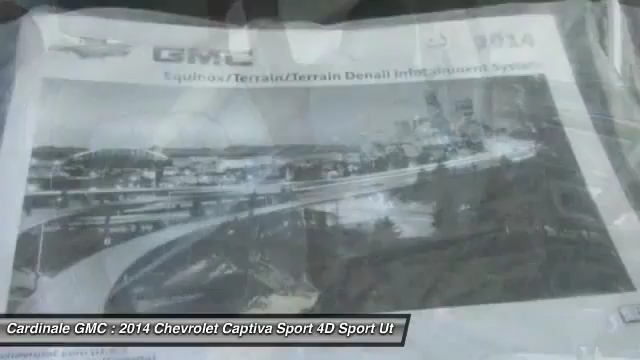 GMC 2014
Equinox/Terrain/Terrain Denali Infotainment System
Cardinale GMC : 2014 Chevrolet Captiva Sport 4D Sport Ut